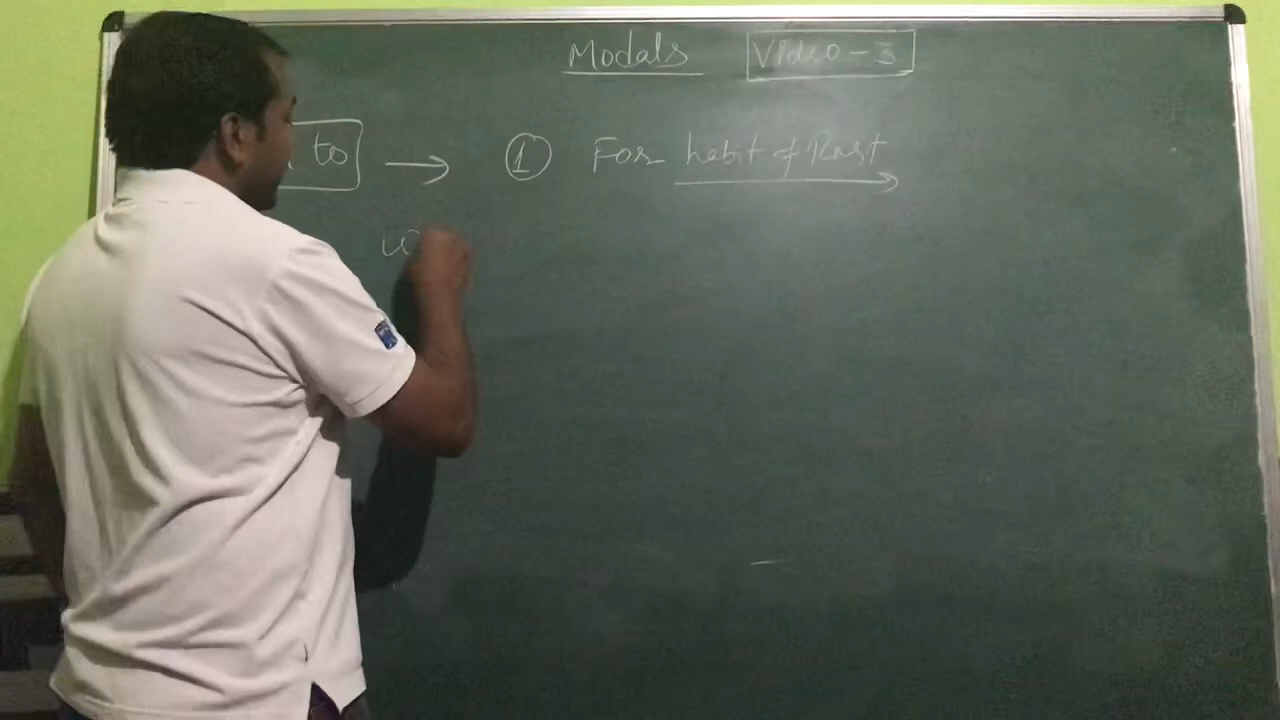 Modals Video-3
to → ① For habit of Past